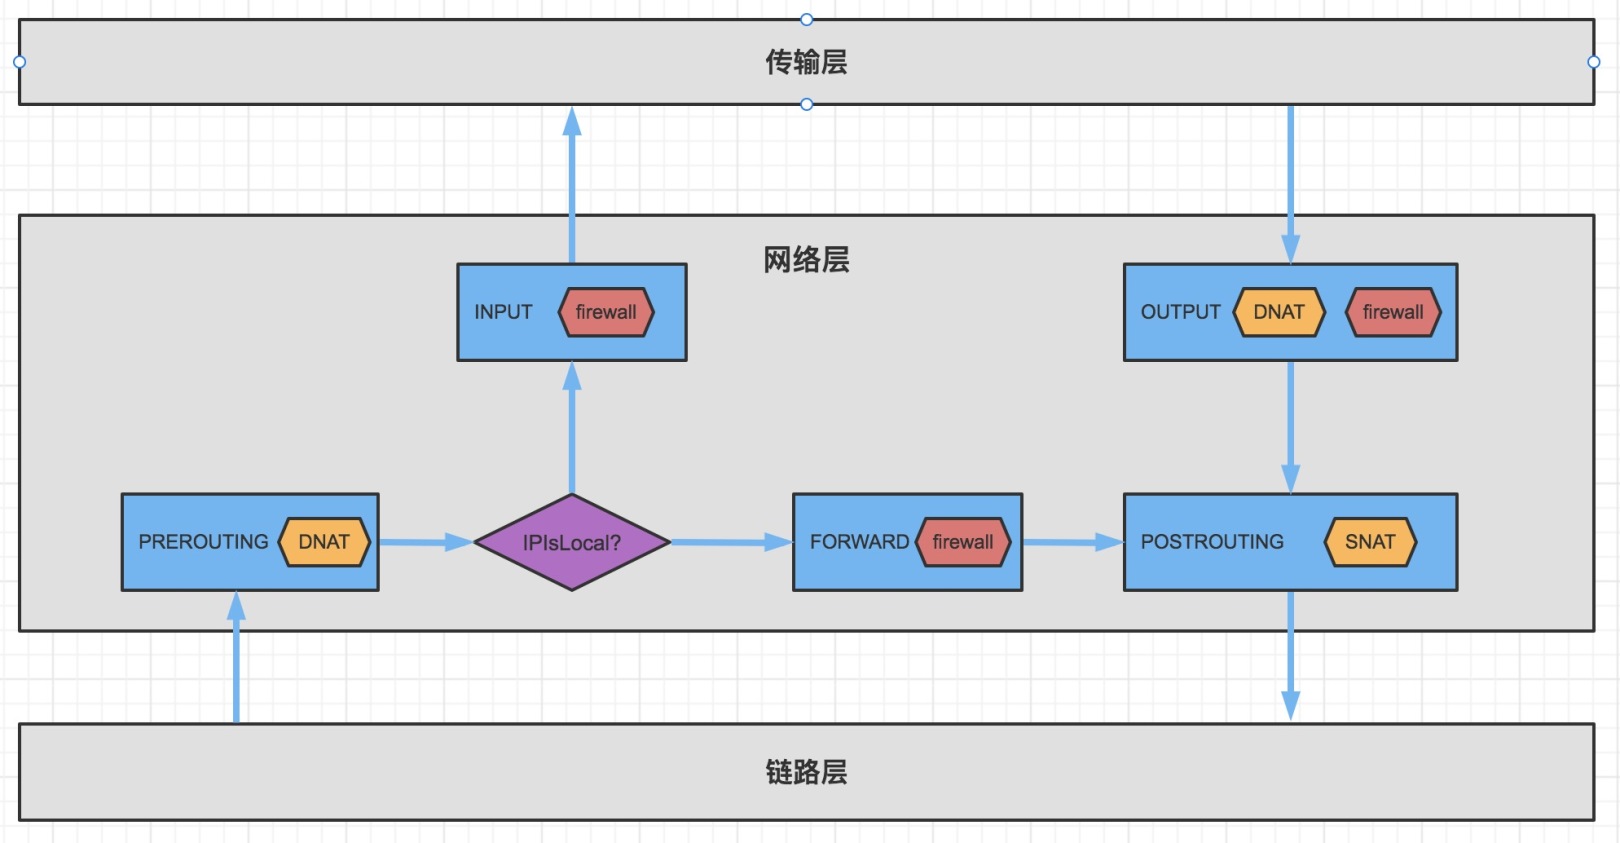 传输层
网络层
INPUT firewall
OUTPUT DNAT firewall
PREROUTING DNAT
IPIsLocal?
FORWARD firewall
POSTROUTING SNAT
链路层